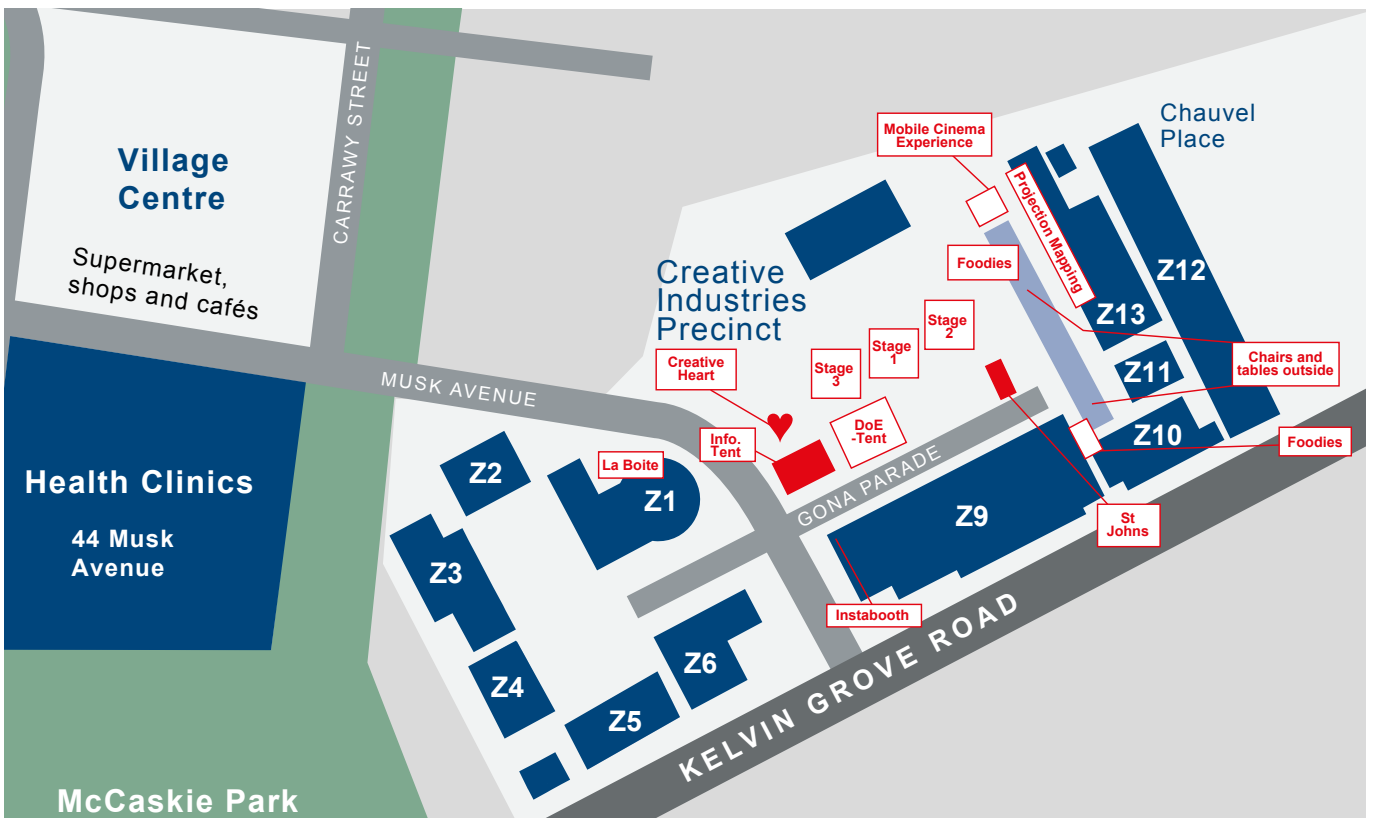 CARRAWY STREET
Village
Centre
Supermarket,
shops and cafés
Health Clinics
44 Musk
Avenue
McCaskie Park
MUSK AVENUE
Creative
Industries
Precinct
Chauvel
Place
Mobile Cinema
Experience
Projection Mapping
Foodies
Z12
Z13
Z11
Z10
Chairs and
tables outside
Foodies
Stage
2
Stage
1
Stage
3
Creative
Heart
Info.
Tent
DoE
-Tent
GONA PARADE
Z9
St
Johns
Instabooth
La Boite
Z1
Z2
Z3
Z4
Z5
Z6
KELVIN GROVE ROAD